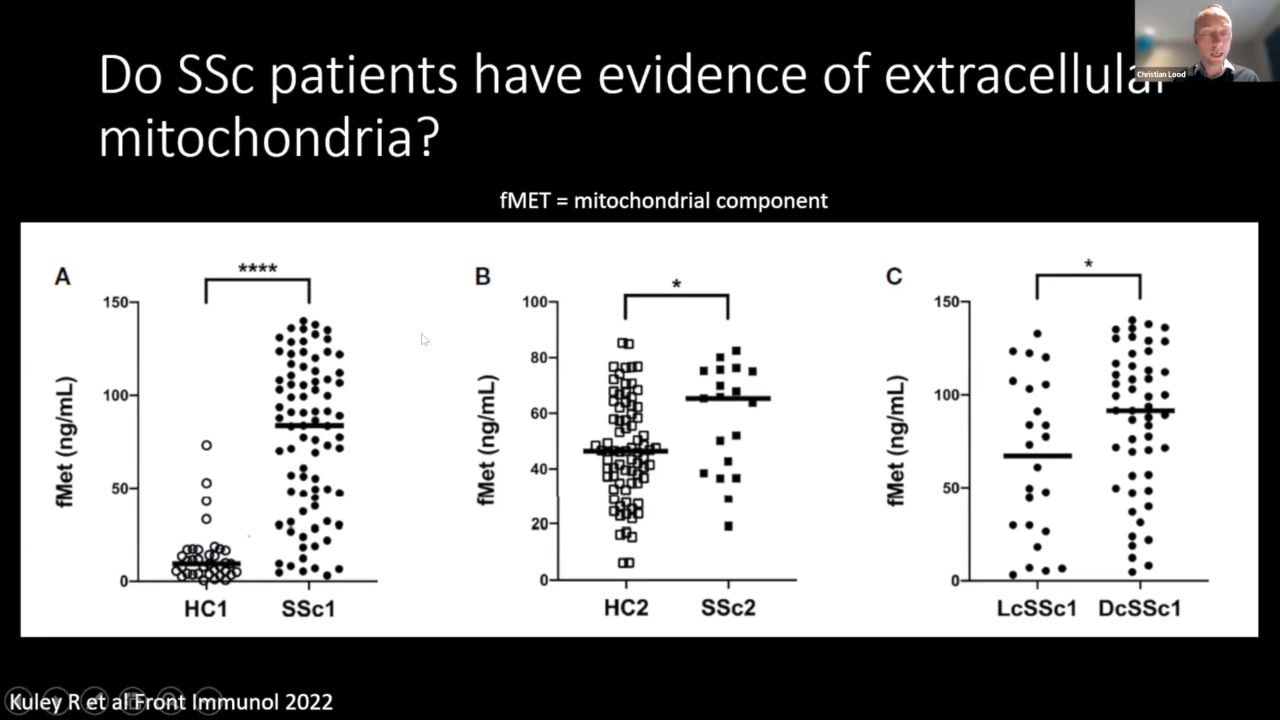 Do SSc patients have evidence of extracellular
mitochondria?
Christian Lood
fMET = mitochondrial component
A
****
150
100
50
0
fMet (ng/mL)
HC1 SSc1
B
*
100
80
60
40
20
0
fMet (ng/mL)
HC2 SSc2
C
*
150
100
50
0
fMet (ng/mL)
LcSSc1 DcSSc1
Kuley R et al Front Immunol 2022